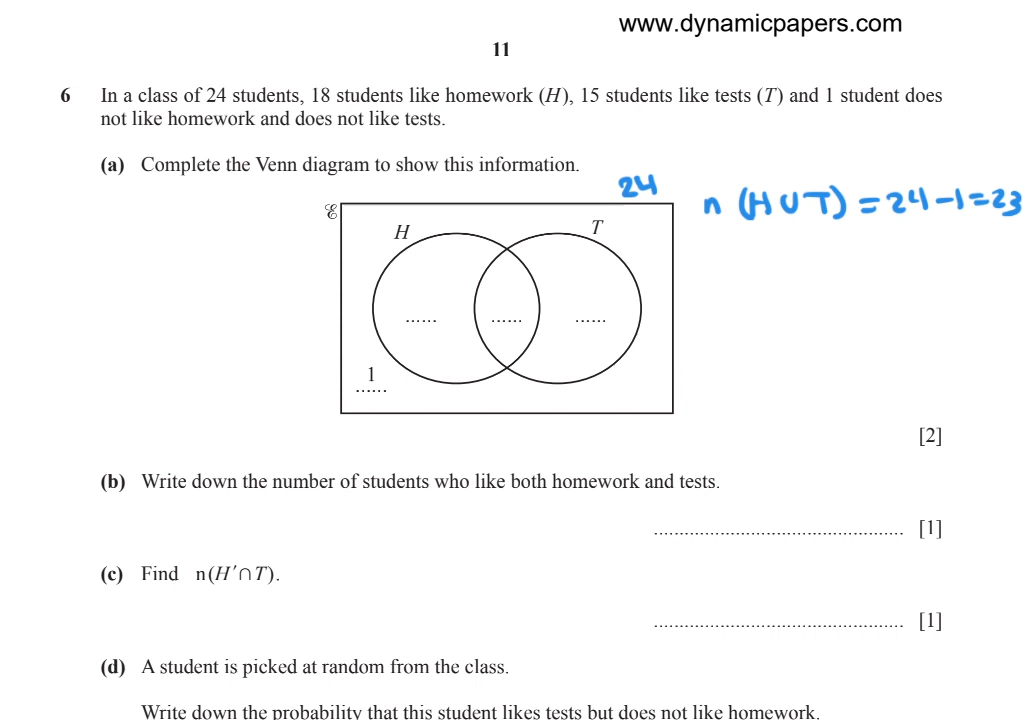 www.dynamicpapers.com
11
6 In a class of 24 students, 18 students like homework (H), 15 students like tests (T) and 1 student does
not like homework and does not like tests.
(a) Complete the Venn diagram to show this information.
24
n (H ∪ T) = 24 - 1 = 23
ℰ
H T
...... ...... ......
1
......
[2]
(b) Write down the number of students who like both homework and tests.
................................................ [1]
(c) Find n(H′∩T).
................................................ [1]
(d) A student is picked at random from the class.
Write down the probability that this student likes tests but does not like homework.